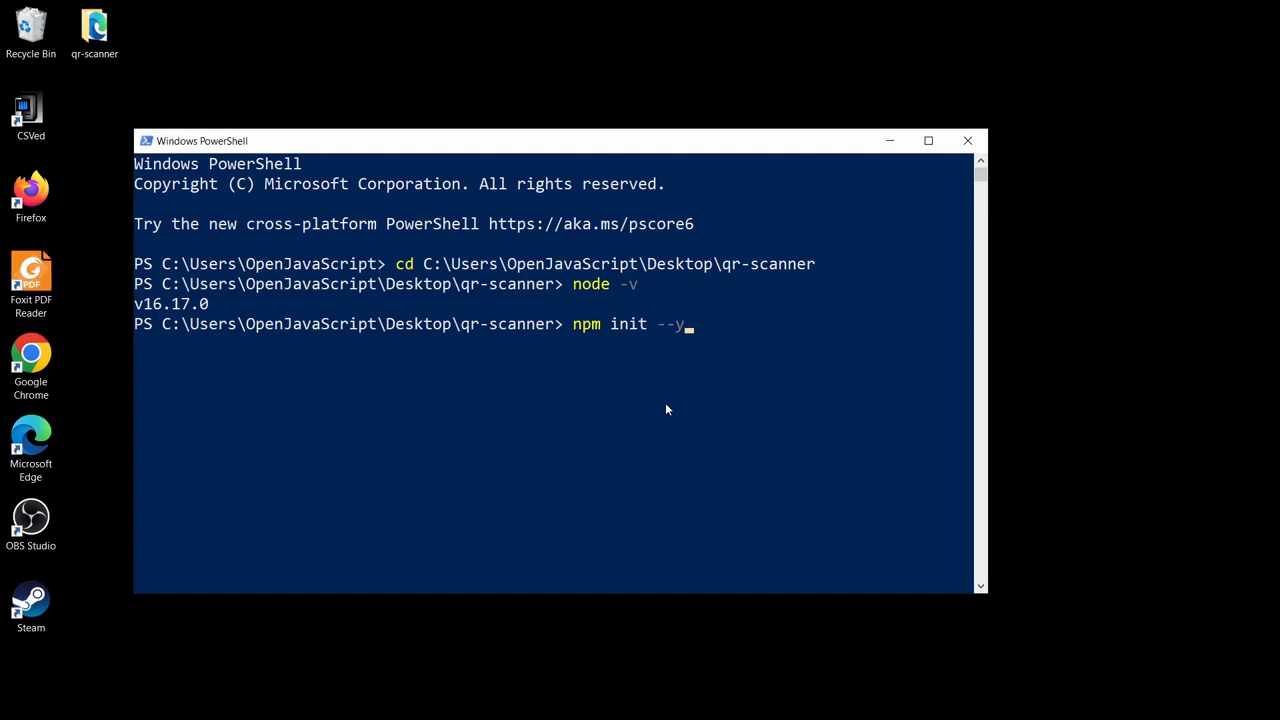 Recycle Bin
qr-scanner
CSVed
Firefox
Foxit PDF
Reader
Google
Chrome
Microsoft
Edge
OBS Studio
Steam
Windows PowerShell
Windows PowerShell
Copyright (C) Microsoft Corporation. All rights reserved.
Try the new cross-platform PowerShell https://aka.ms/pscore6
PS C:\Users\OpenJavaScript> cd C:\Users\OpenJavaScript\Desktop\qr-scanner
PS C:\Users\OpenJavaScript\Desktop\qr-scanner> node -v
v16.17.0
PS C:\Users\OpenJavaScript\Desktop\qr-scanner> npm init --y